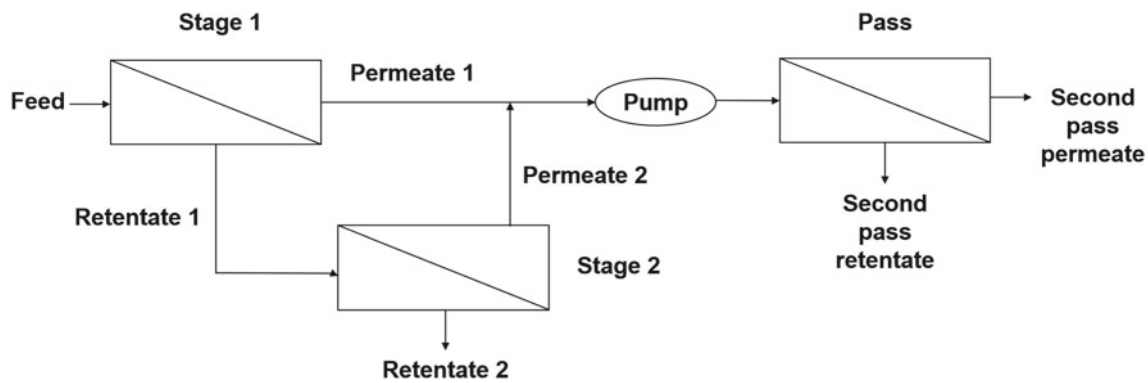 Stage 1
Pass
Feed
Permeate 1
Pump
Second
pass
permeate
Retentate 1
Permeate 2
Second
pass
retentate
Stage 2
Retentate 2